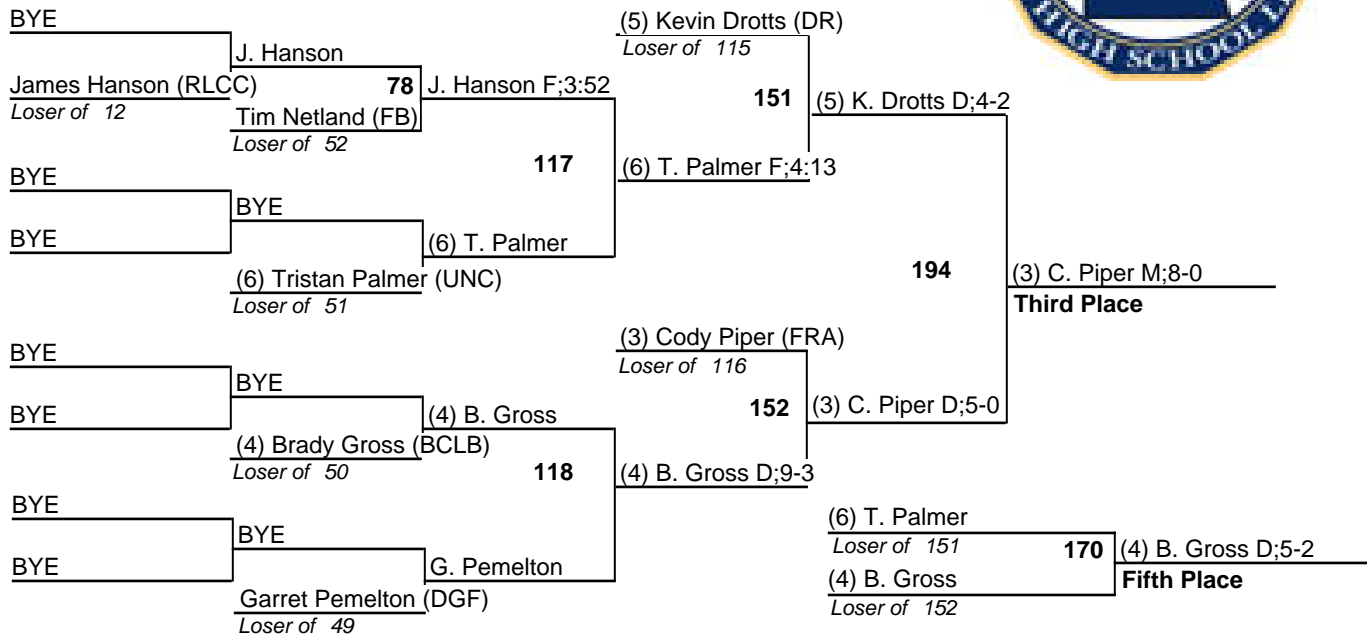 HIGH SCHOOL
BYE
J. Hanson
James Hanson (RLCC)
Loser of 12
78
Tim Netland (FB)
Loser of 52
J. Hanson F;3:52
BYE
BYE
BYE
(6) Tristan Palmer (UNC)
Loser of 51
(6) T. Palmer
117
(5) Kevin Drotts (DR)
Loser of 115
151
(6) T. Palmer F;4:13
(5) K. Drotts D;4-2
BYE
BYE
BYE
(4) Brady Gross (BCLB)
Loser of 50
(4) B. Gross
118
BYE
BYE
BYE
Garret Pemelton (DGF)
Loser of 49
G. Pemelton
(3) Cody Piper (FRA)
Loser of 116
152
(4) B. Gross D;9-3
(3) C. Piper D;5-0
194
(3) C. Piper M;8-0
Third Place
(6) T. Palmer
Loser of 151
170
(4) B. Gross
Loser of 152
(4) B. Gross D;5-2
Fifth Place